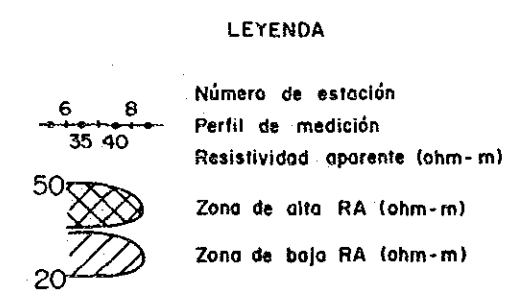 LEYENDA
6 8
Número de estación
Perfil de medición
35 40
Resistividad aparente (ohm-m)
50
Zona de alta RA (ohm-m)
Zona de baja RA (ohm-m)
20